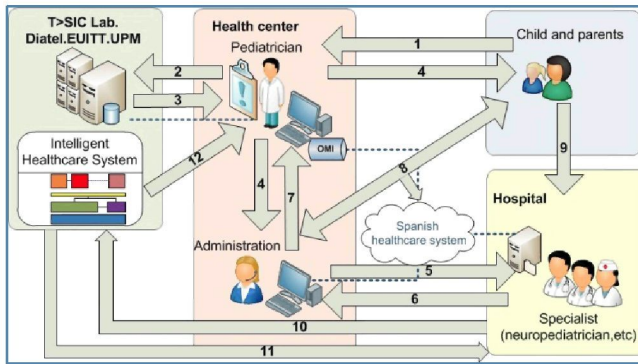 T>SIC Lab.
Diatel.EUITT.UPM
Health center
Pediatrician
Child and parents
1
2
4
3
Intelligent
Healthcare System
12
OMI
4
7
8
9
Spanish
healthcare system
Hospital
Administration
5
6
Specialist
(neuropediatrician,etc)
10
11